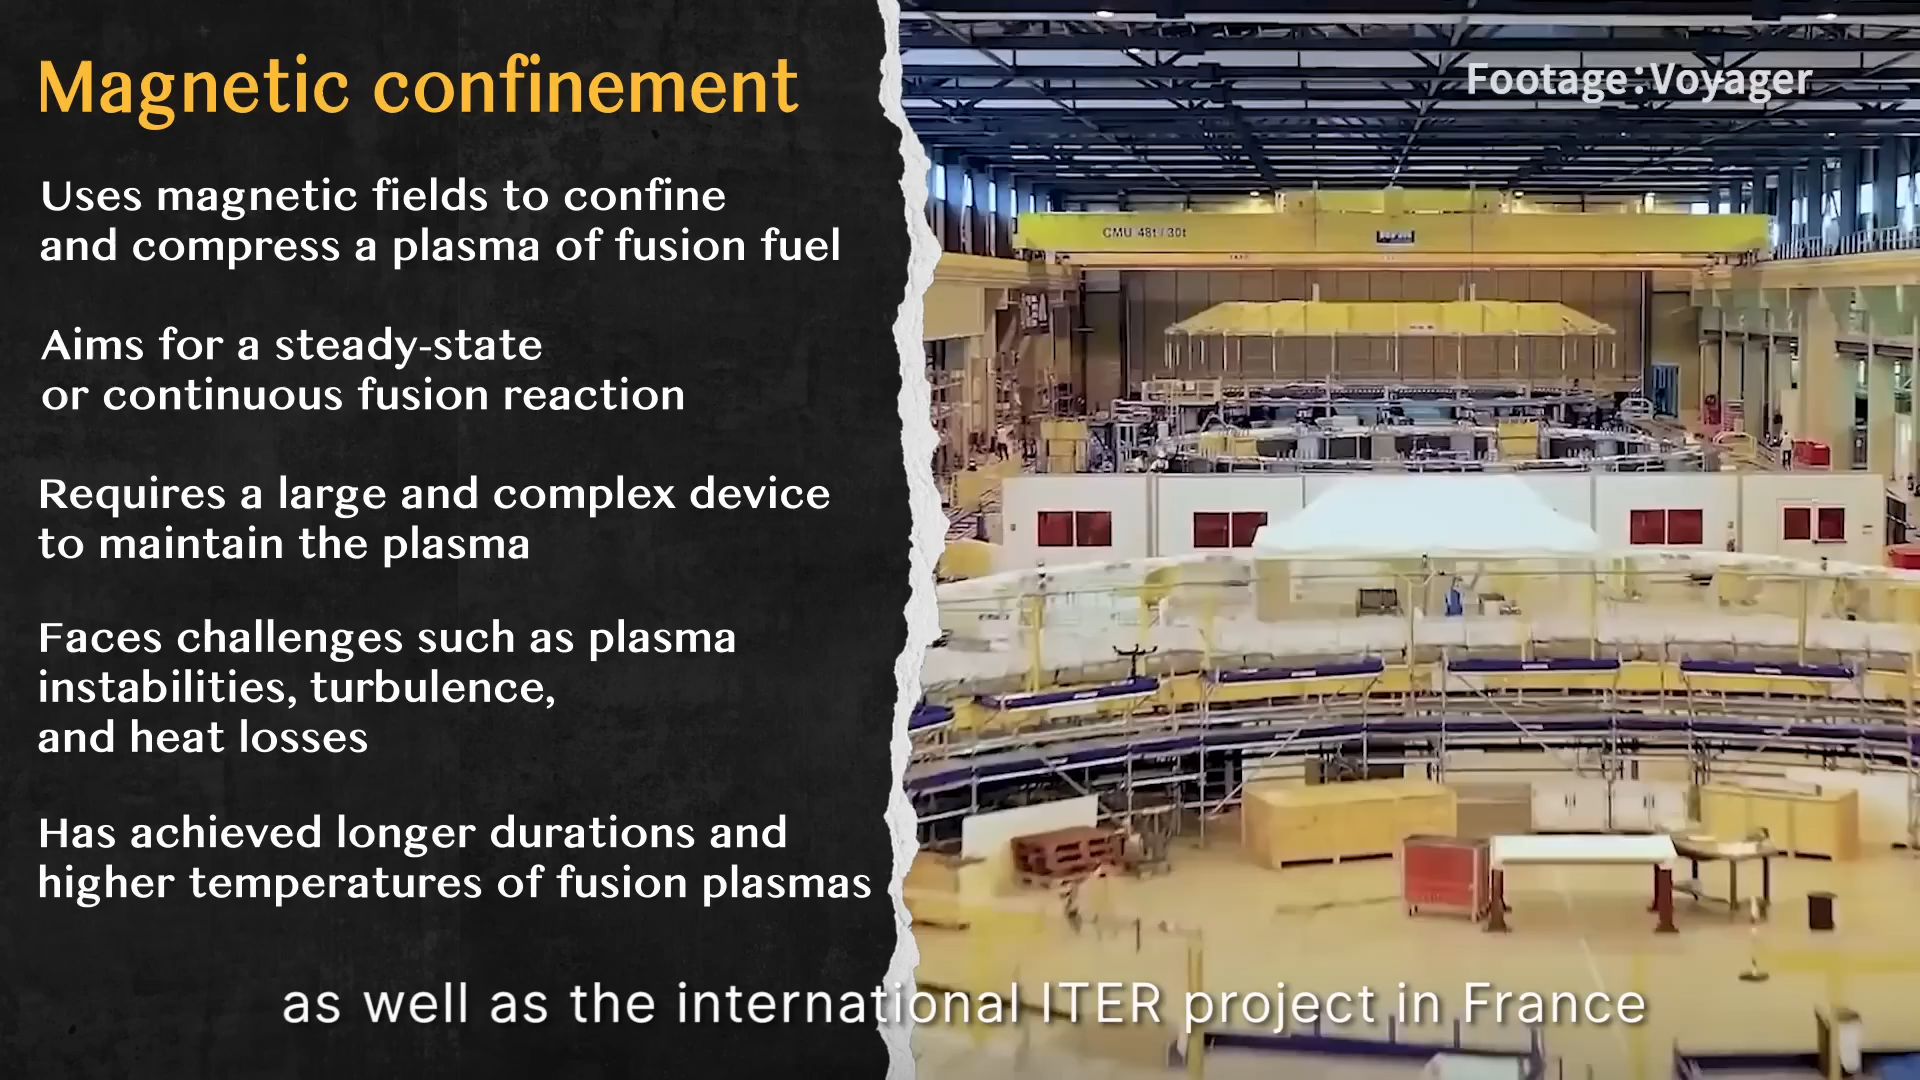 Magnetic confinement
Uses magnetic fields to confine
and compress a plasma of fusion fuel
Aims for a steady-state
or continuous fusion reaction
Requires a large and complex device
to maintain the plasma
Faces challenges such as plasma
instabilities, turbulence,
and heat losses
Has achieved longer durations and
higher temperatures of fusion plasmas
Footage:Voyager
CMU 48t / 30t
as well as the international ITER project in France